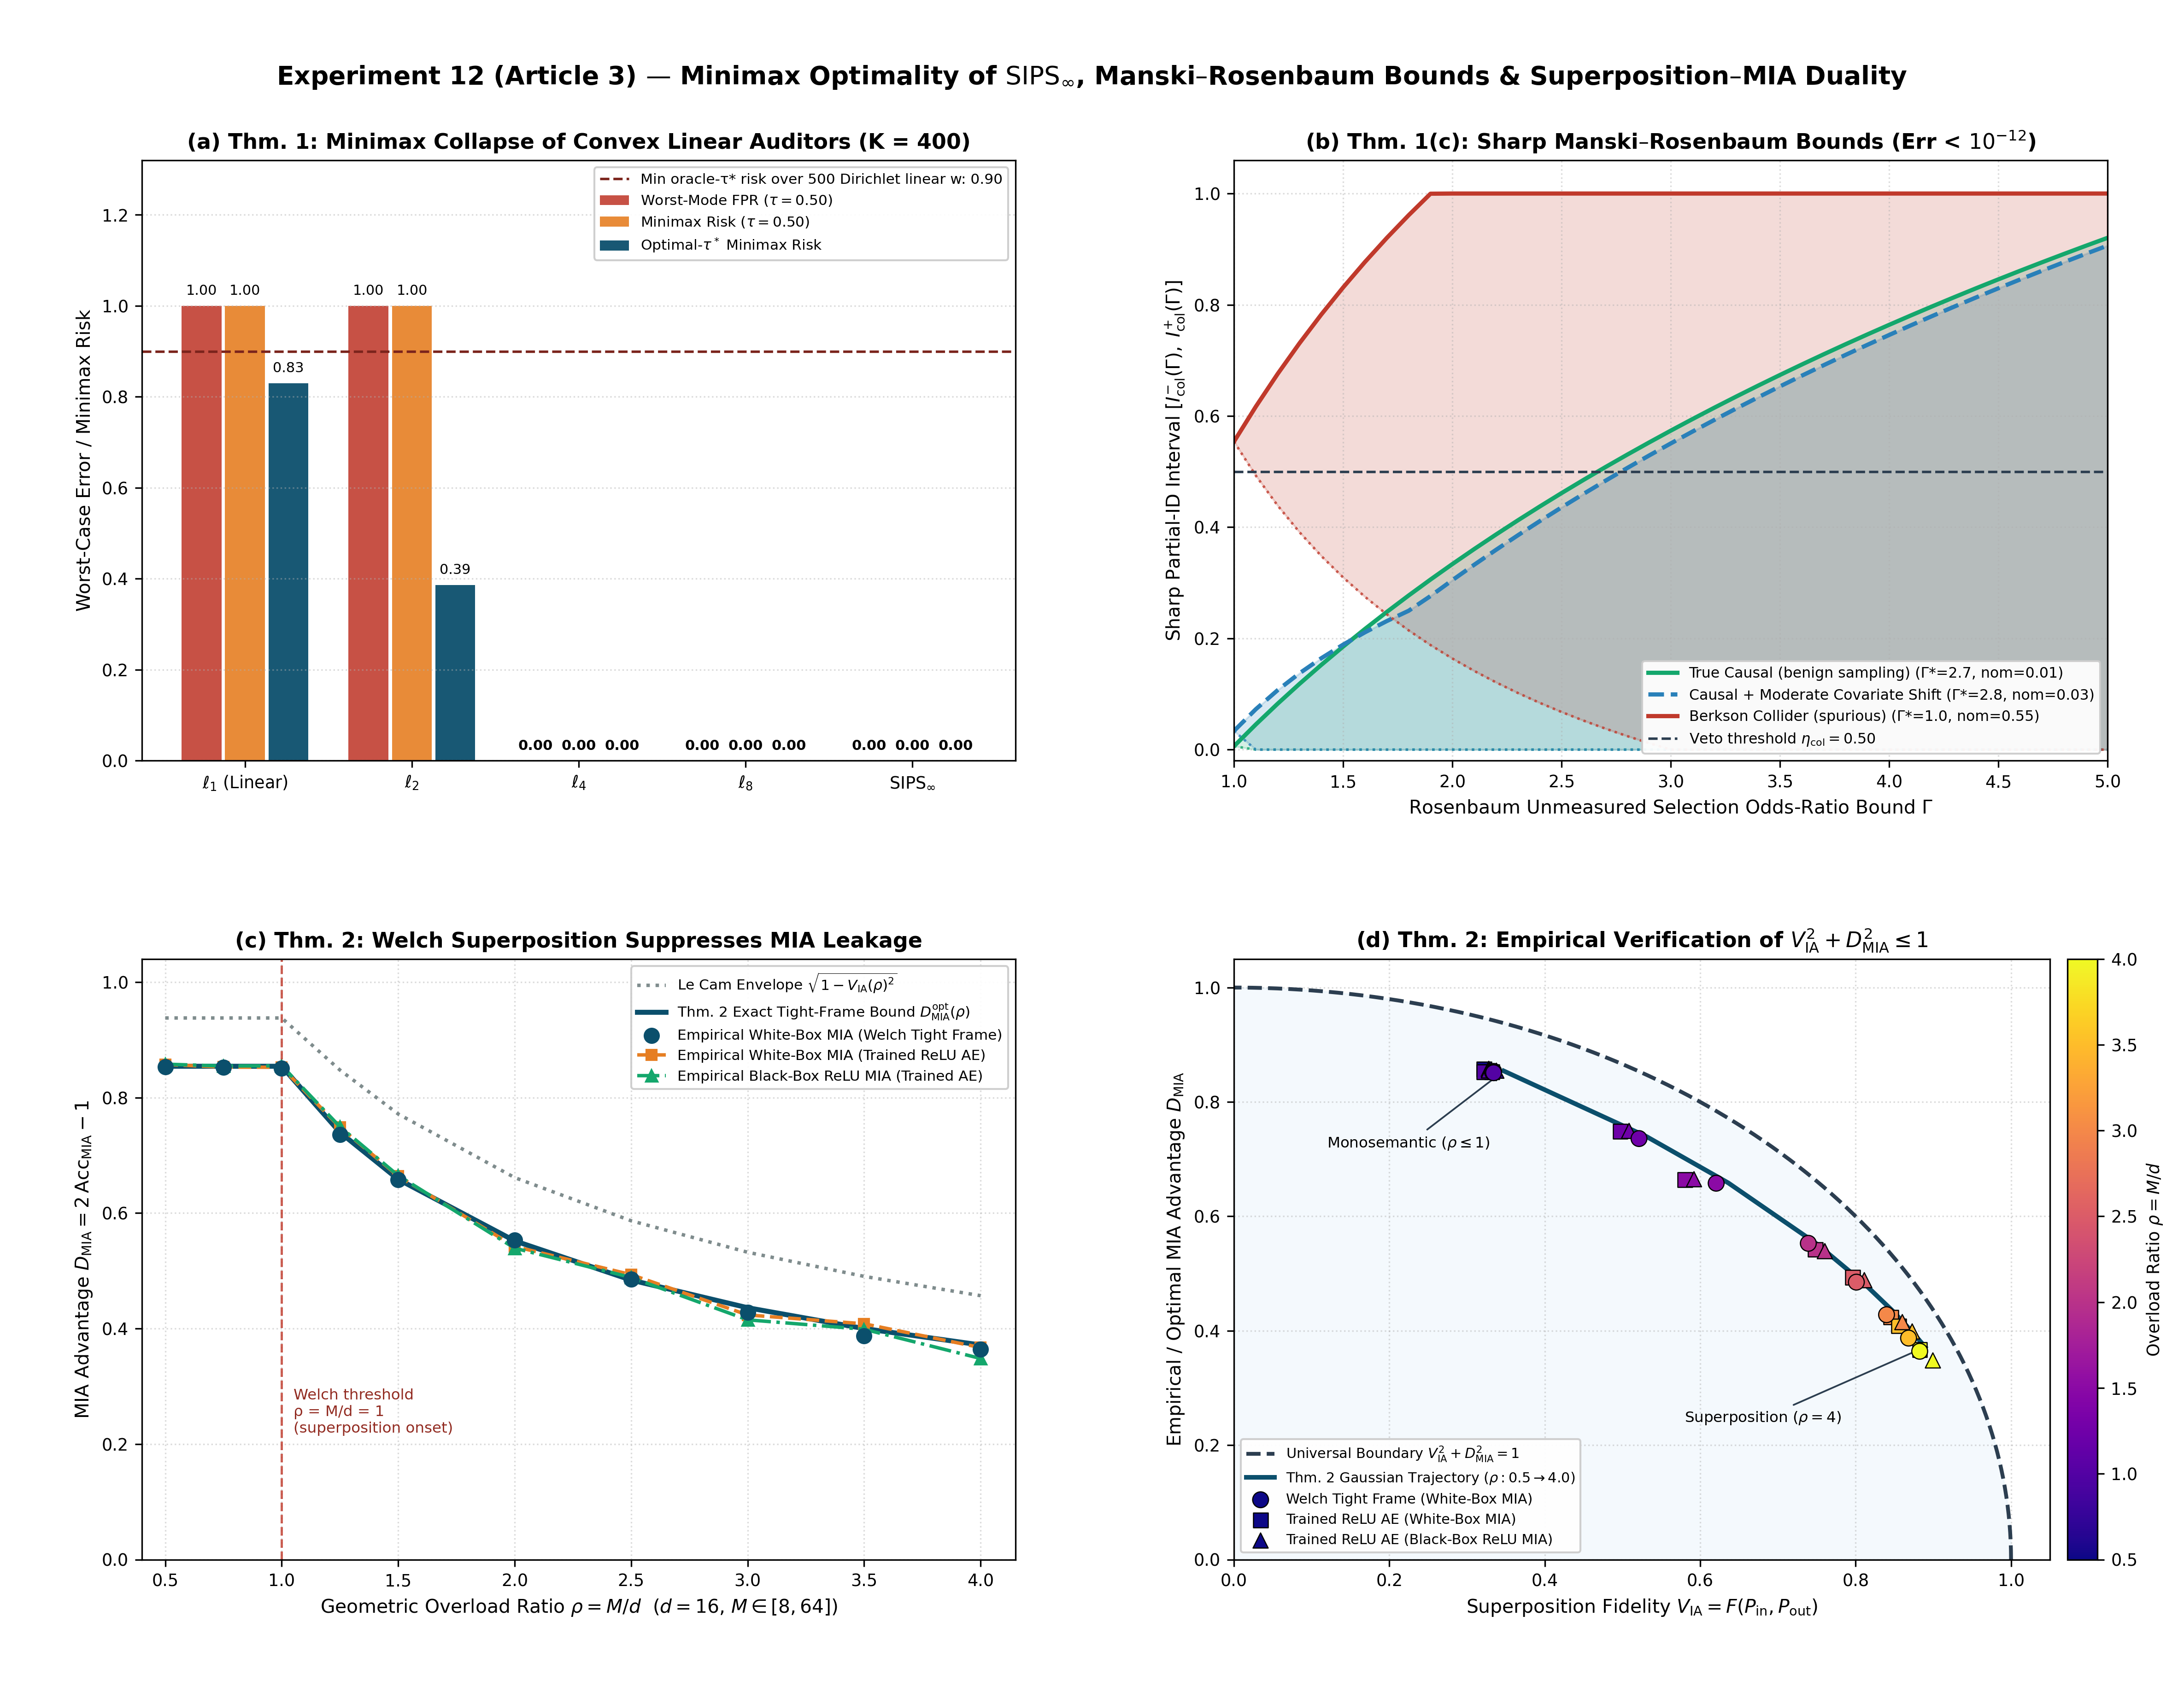 Experiment 12 (Article 3) — Minimax Optimality of SIPS∞, Manski–Rosenbaum Bounds & Superposition–MIA Duality
(a) Thm. 1: Minimax Collapse of Convex Linear Auditors (K = 400)
Worst-Case Error / Minimax Risk
1.2
1.0
0.8
0.6
0.4
0.2
0.0
Min oracle-τ* risk over 500 Dirichlet linear w: 0.90
Worst-Mode FPR (τ = 0.50)
Minimax Risk (τ = 0.50)
Optimal-τ* Minimax Risk
1.00 1.00 0.83
1.00 1.00 0.39
0.00 0.00 0.00
0.00 0.00 0.00
0.00 0.00 0.00
ℓ₁ (Linear) ℓ₂ ℓ₄ ℓ₈ SIPS∞
(b) Thm. 1(c): Sharp Manski–Rosenbaum Bounds (Err < 10⁻¹²)
Sharp Partial-ID Interval [I⁻col(Γ), I⁺col(Γ)]
1.0
0.8
0.6
0.4
0.2
0.0
True Causal (benign sampling) (Γ*=2.7, nom=0.01)
Causal + Moderate Covariate Shift (Γ*=2.8, nom=0.03)
Berkson Collider (spurious) (Γ*=1.0, nom=0.55)
Veto threshold ηcol = 0.50
1.0 1.5 2.0 2.5 3.0 3.5 4.0 4.5 5.0
Rosenbaum Unmeasured Selection Odds-Ratio Bound Γ
(c) Thm. 2: Welch Superposition Suppresses MIA Leakage
MIA Advantage DMIA = 2 AccMIA − 1
1.0
0.8
0.6
0.4
0.2
0.0
Le Cam Envelope √1 − VIA(ρ)²
Thm. 2 Exact Tight-Frame Bound DoptMIA(ρ)
Empirical White-Box MIA (Welch Tight Frame)
Empirical White-Box MIA (Trained ReLU AE)
Empirical Black-Box ReLU MIA (Trained AE)
Welch threshold
ρ = M/d = 1
(superposition onset)
0.5 1.0 1.5 2.0 2.5 3.0 3.5 4.0
Geometric Overload Ratio ρ = M/d (d = 16, M ∈ [8, 64])
(d) Thm. 2: Empirical Verification of V²IA + D²MIA ≤ 1
Empirical / Optimal MIA Advantage DMIA
1.0
0.8
0.6
0.4
0.2
0.0
Monosemantic (ρ ≤ 1)
Superposition (ρ = 4)
Universal Boundary V²IA + D²MIA = 1
Thm. 2 Gaussian Trajectory (ρ : 0.5 → 4.0)
Welch Tight Frame (White-Box MIA)
Trained ReLU AE (White-Box MIA)
Trained ReLU AE (Black-Box ReLU MIA)
0.0 0.2 0.4 0.6 0.8 1.0
Superposition Fidelity VIA = F(Pin, Pout)
4.0
3.5
3.0
2.5
2.0
1.5
1.0
0.5
Overload Ratio ρ = M/d